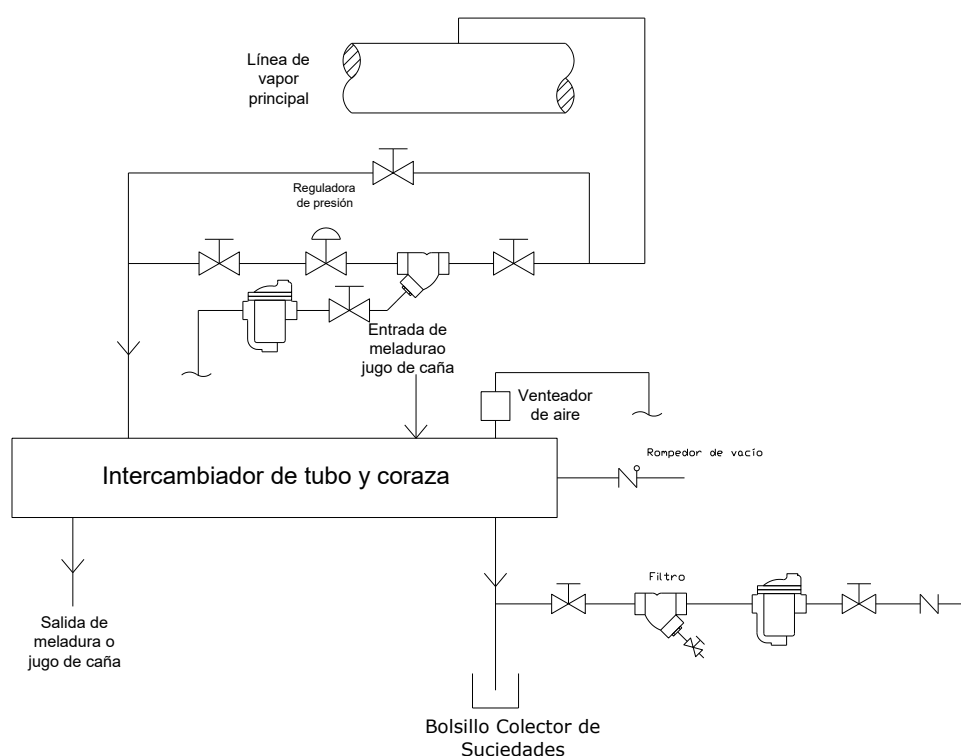 Línea de
vapor
principal
Reguladora
de presión
Entrada de
meladurao
jugo de caña
Venteador
de aire
Rompedor de vacío
Intercambiador de tubo y coraza
Filtro
Salida de
meladura o
jugo de caña
Bolsillo Colector de
Suciedades